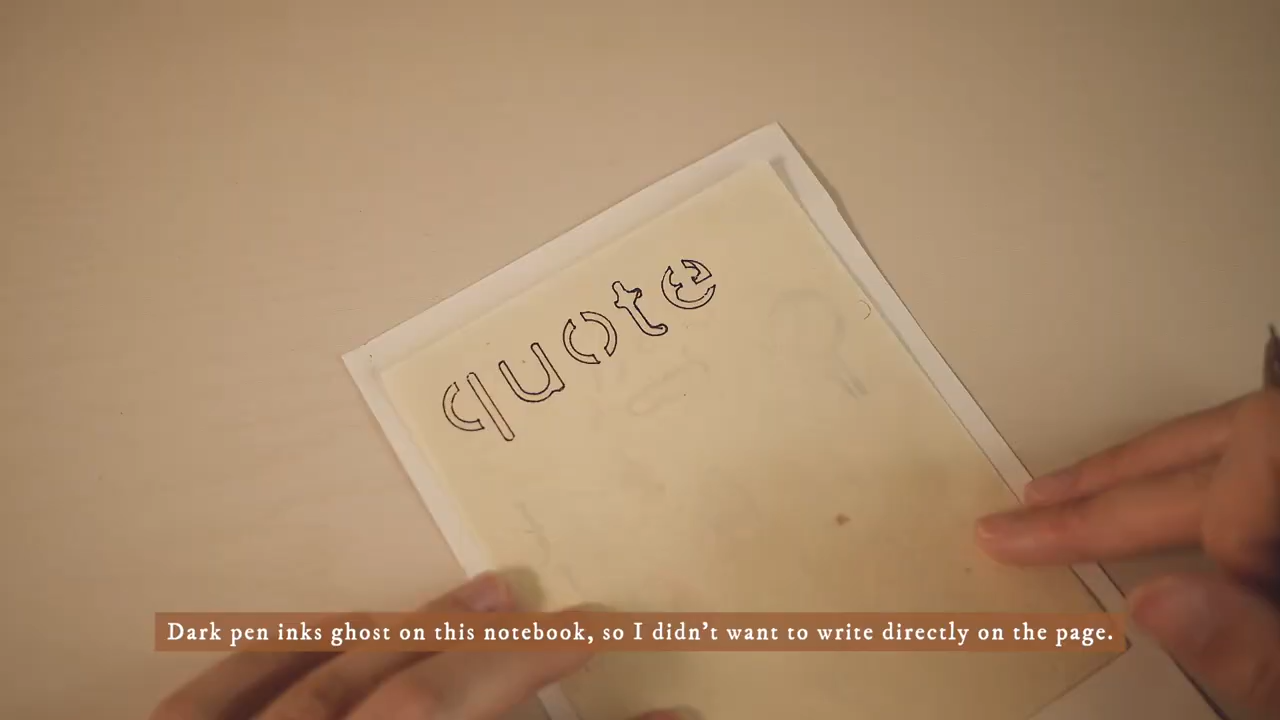 quote
Dark pen inks ghost on this notebook, so I didn't want to write directly on the page.